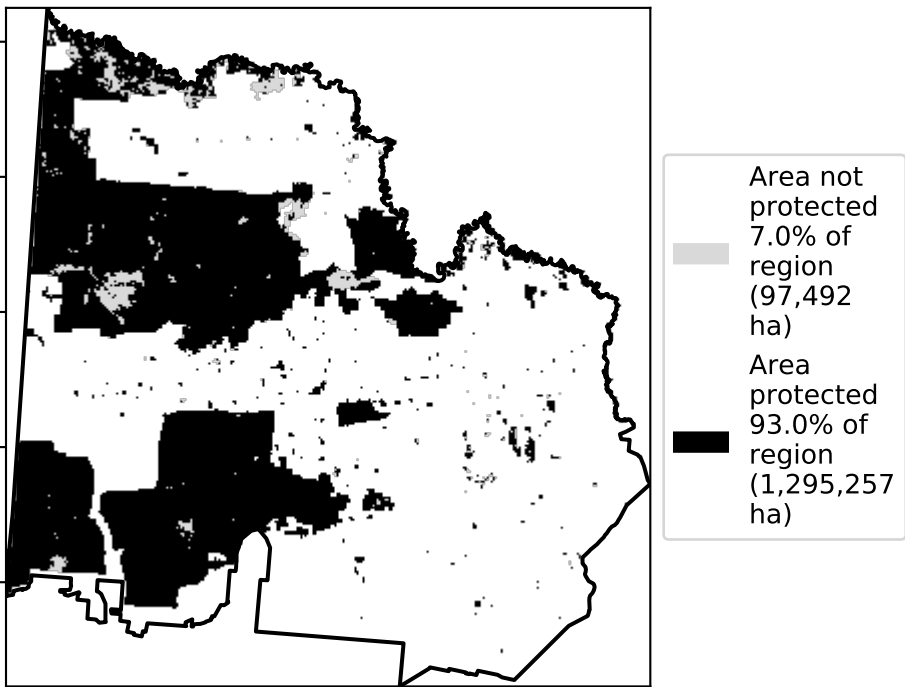 Area not
protected
7.0% of
region
(97,492
ha)
Area
protected
93.0% of
region
(1,295,257
ha)